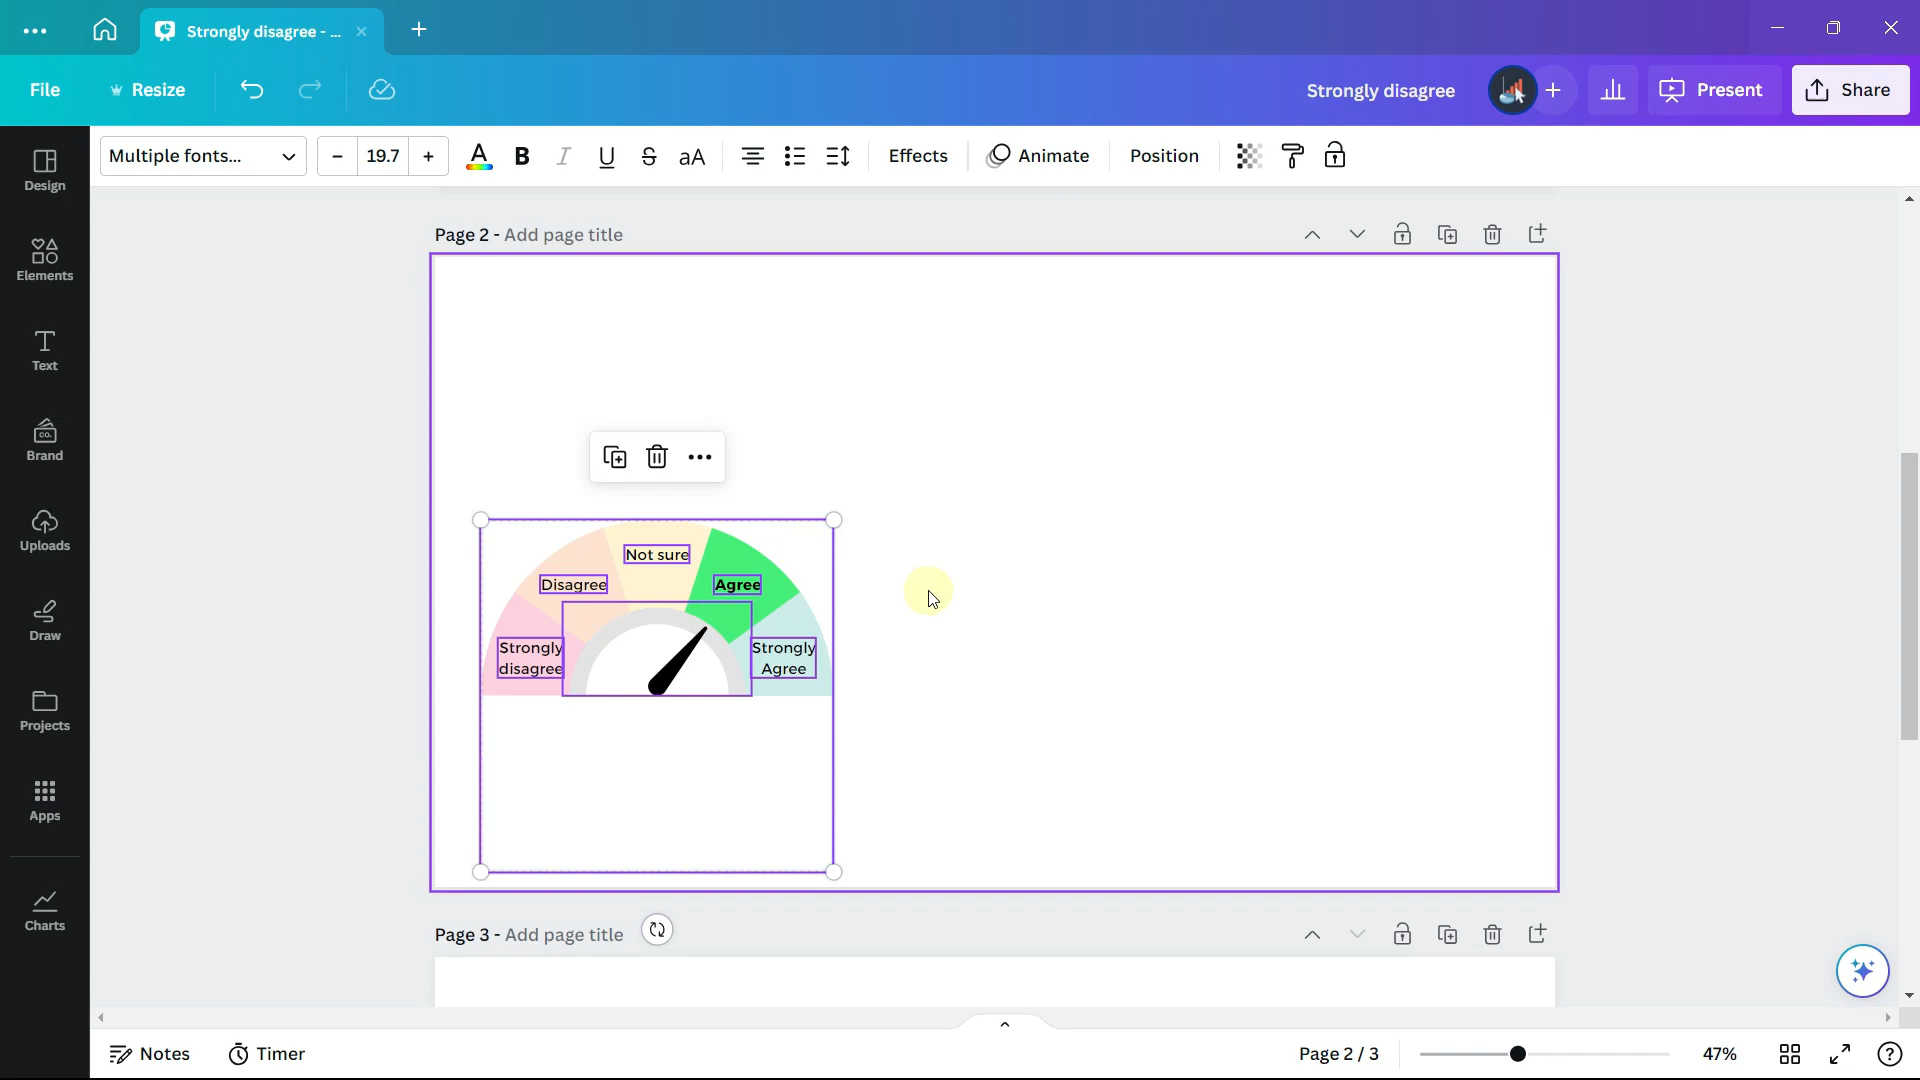 Strongly disagree - ...
File
Resize
Strongly disagree
Present
Share
Multiple fonts...
- 19.7 +
A B I U S aA
Effects
Animate
Position
Design
Elements
Text
CO.
Brand
Uploads
Draw
Projects
Apps
Charts
Page 2 - Add page title
Not sure
Disagree
Agree
Strongly
disagree
Strongly
Agree
Page 3 - Add page title
Notes
Timer
Page 2 / 3
47%